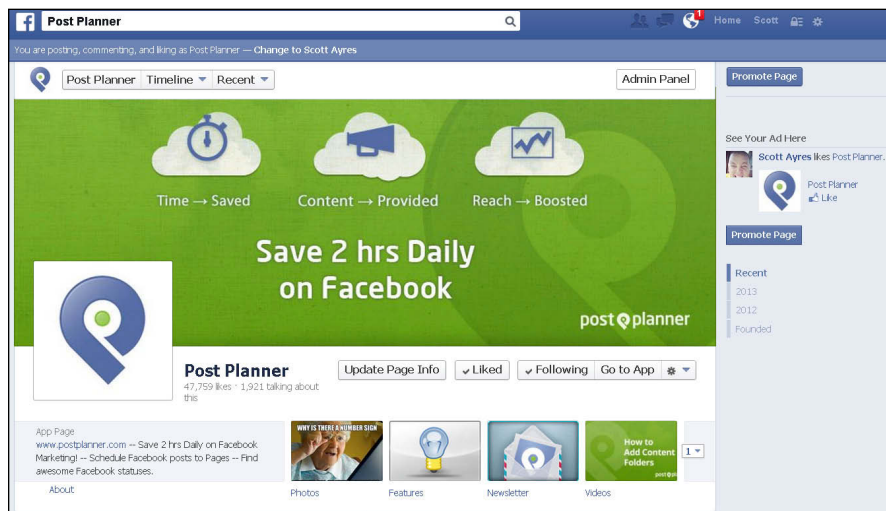 Post Planner
1
Home Scott
You are posting, commenting, and liking as Post Planner — Change to Scott Ayres
Post Planner Timeline Recent
Admin Panel
Promote Page
Time → Saved
Content → Provided
Reach → Boosted
Save 2 hrs Daily
on Facebook
post planner
See Your Ad Here
Scott Ayres likes Post Planner.
Post Planner
Like
Promote Page
Recent
2013
2012
Founded
Post Planner
47,759 likes · 1,921 talking about
this
Update Page Info
Liked
Following
Go to App
App Page
www.postplanner.com -- Save 2 hrs Daily on Facebook
Marketing! -- Schedule Facebook posts to Pages -- Find
awesome Facebook statuses.
About
WHY IS THERE A NUMBER SIGN
Photos
Features
Newsletter
How to
Add Content
Folders
post planner
Videos
1